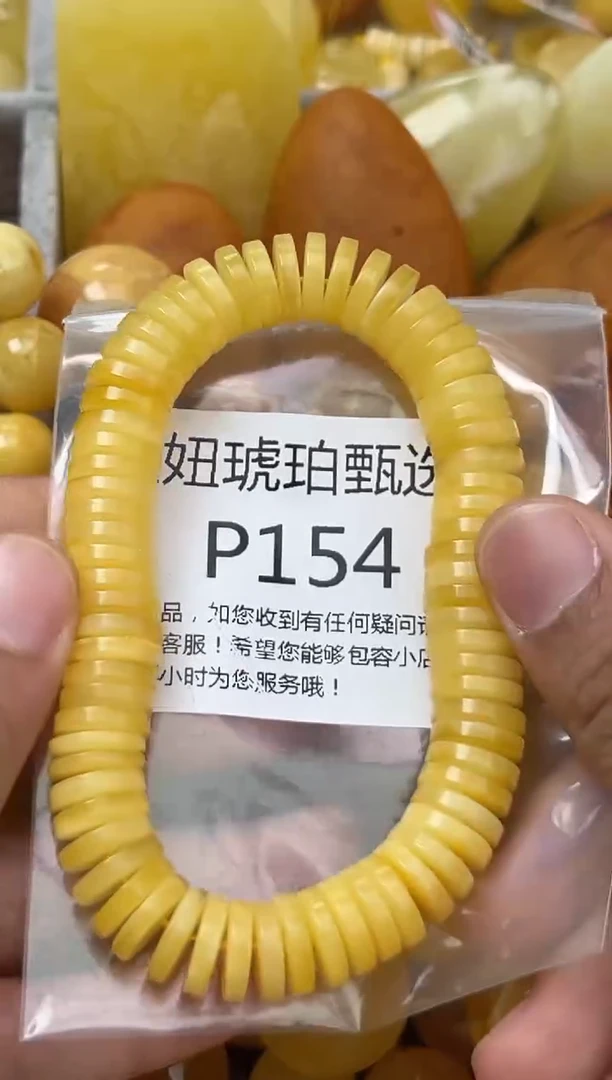 妞琥珀甄选
P154
品，如您收到有任何疑问请
客服！希望您能够包容小店
小时为您服务哦！